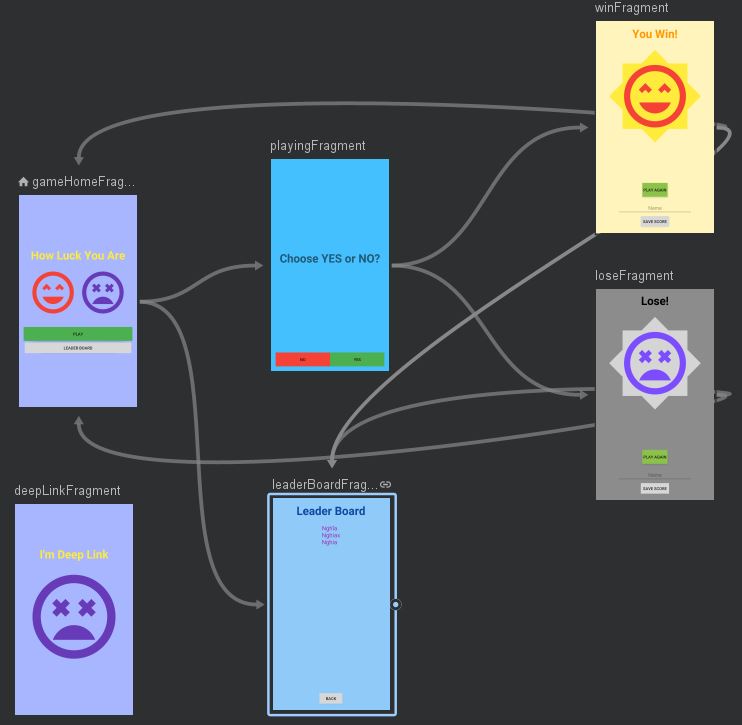 winFragment
You Win!
PLAY AGAIN
Name
SAVE SCORE
playingFragment
Choose YES or NO?
NO
YES
gameHomeFrag...
How Luck You Are
PLAY
LEADER BOARD
loseFragment
Lose!
PLAY AGAIN
Name
SAVE SCORE
deepLinkFragment
I'm Deep Link
leaderBoardFrag...
Leader Board
Nghĩa
Nghiax
Nghia
BACK